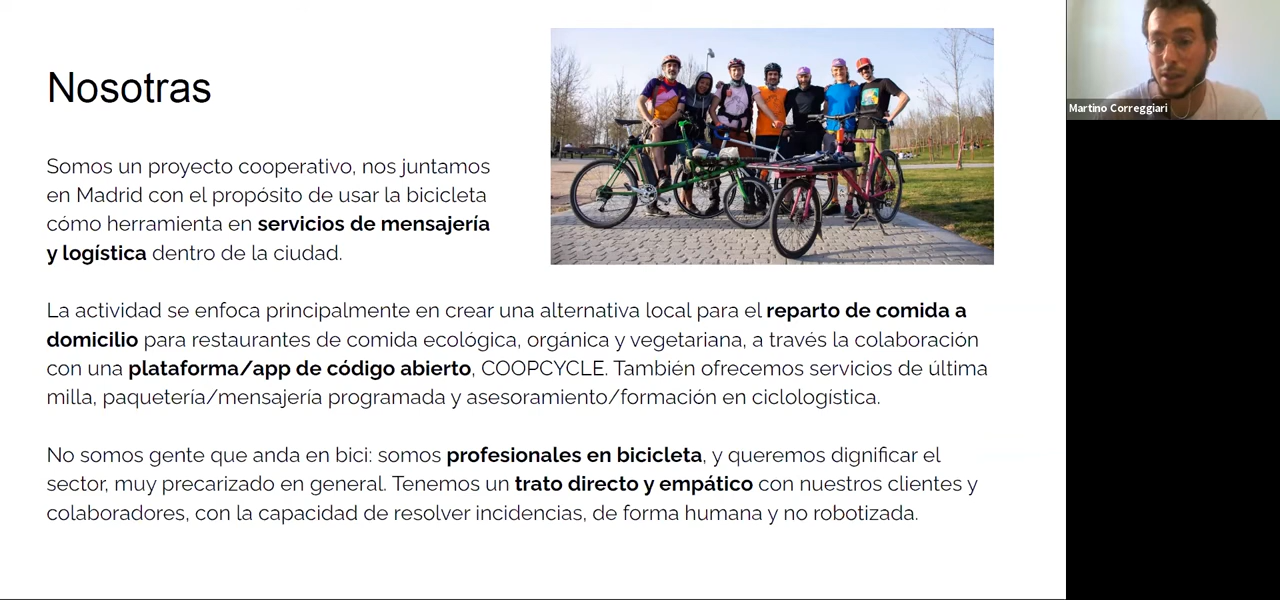 Nosotras
Somos un proyecto cooperativo, nos juntamos
en Madrid con el propósito de usar la bicicleta
cómo herramienta en servicios de mensajería
y logística dentro de la ciudad.
La actividad se enfoca principalmente en crear una alternativa local para el reparto de comida a
domicilio para restaurantes de comida ecológica, orgánica y vegetariana, a través la colaboración
con una plataforma/app de código abierto, COOPCYCLE. También ofrecemos servicios de última
milla, paquetería/mensajería programada y asesoramiento/formación en ciclologística.
No somos gente que anda en bici: somos profesionales en bicicleta, y queremos dignificar el
sector, muy precarizado en general. Tenemos un trato directo y empático con nuestros clientes y
colaboradores, con la capacidad de resolver incidencias, de forma humana y no robotizada.
Martino Correggiari